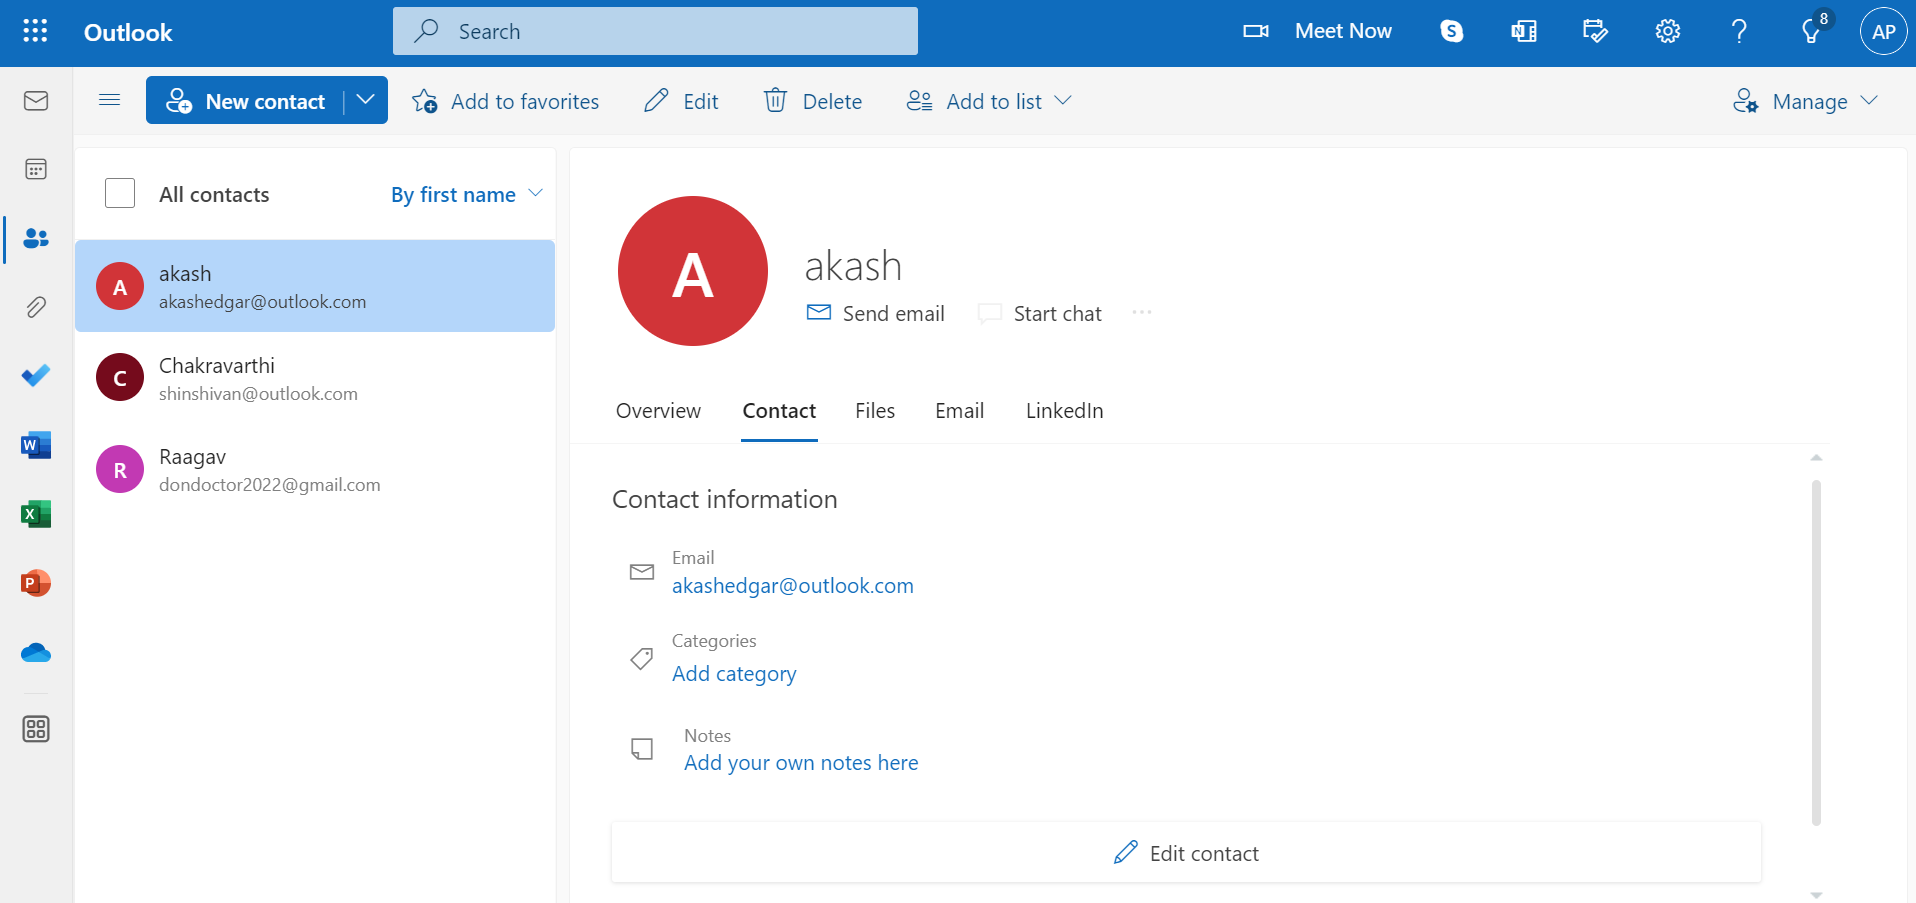 Outlook
Search
Meet Now
8
AP
New contact
Add to favorites
Edit
Delete
Add to list
Manage
All contacts
By first name
A
akash
akashedgar@outlook.com
C
Chakravarthi
shinshivan@outlook.com
R
Raagav
dondoctor2022@gmail.com
A
akash
Send email
Start chat
Overview
Contact
Files
Email
LinkedIn
Contact information
Email
akashedgar@outlook.com
Categories
Add category
Notes
Add your own notes here
Edit contact